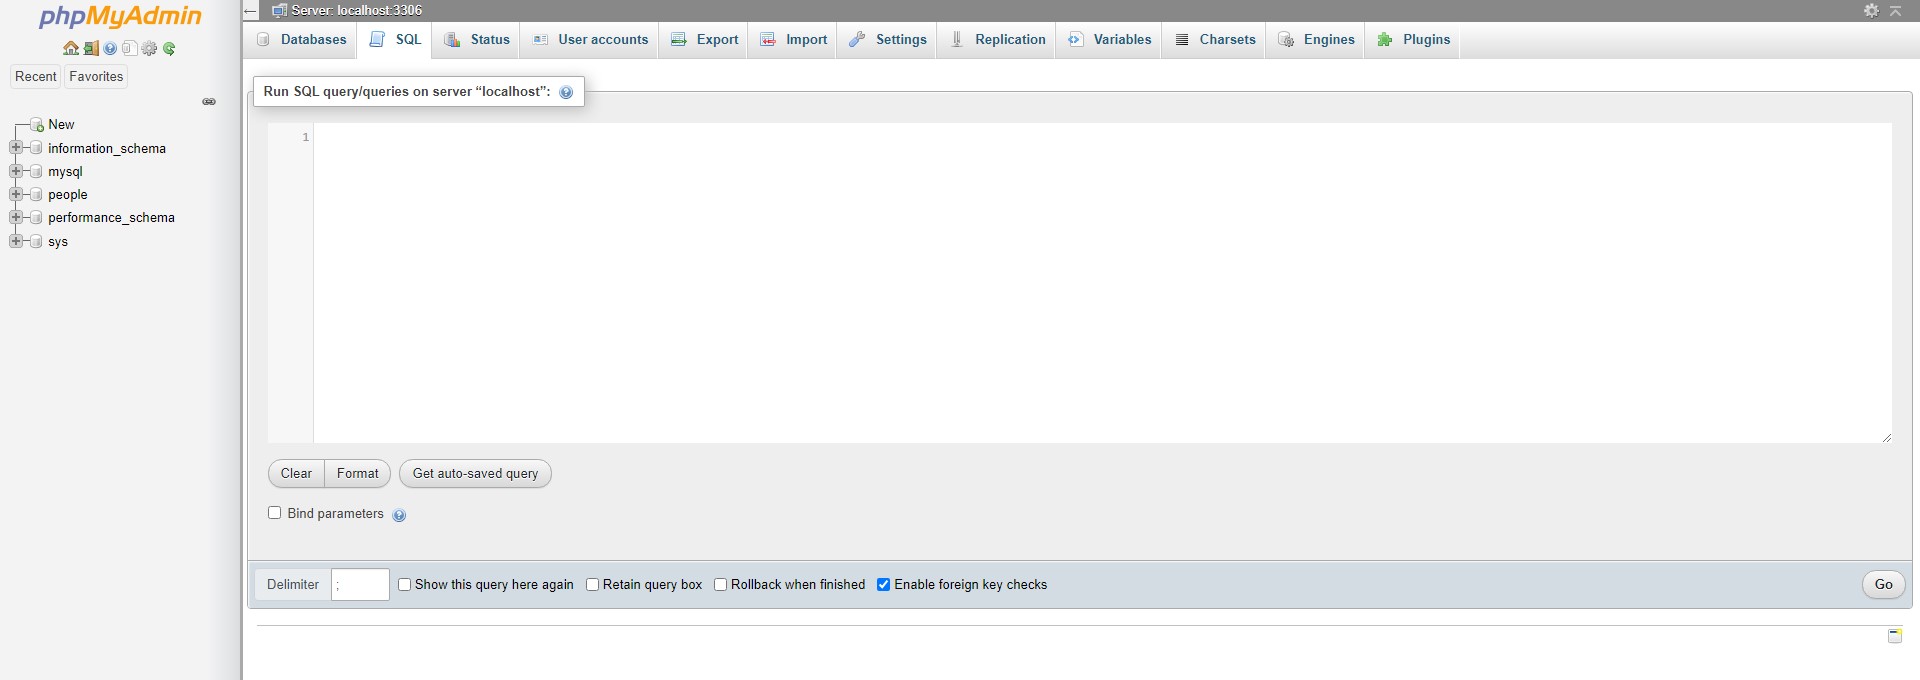 phpMyAdmin
Recent Favorites
New
information_schema
mysql
people
performance_schema
sys
Server: localhost:3306
Databases SQL Status User accounts Export Import Settings Replication Variables Charsets Engines Plugins
Run SQL query/queries on server “localhost”:
1
Clear Format Get auto-saved query
Bind parameters
Delimiter ; Show this query here again Retain query box Rollback when finished Enable foreign key checks Go